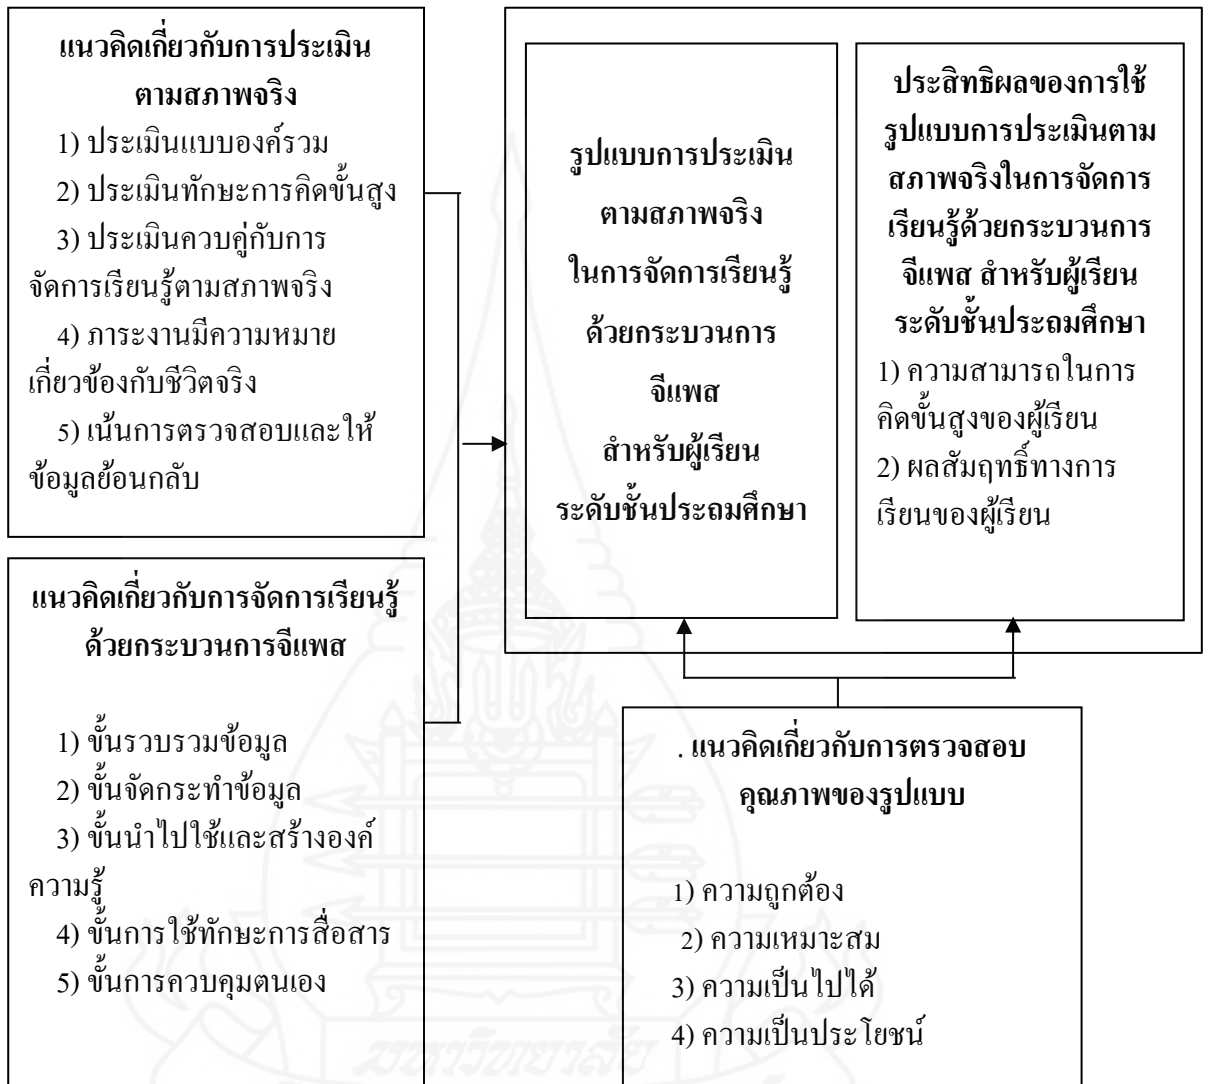 แนวคิดเกี่ยวกับการประเมิน
ตามสภาพจริง
1) ประเมินแบบองค์รวม
2) ประเมินทักษะการคิดขั้นสูง
3) ประเมินควบคู่กับการ
จัดการเรียนรู้ตามสภาพจริง
4) ภาระงานมีความหมาย
เกี่ยวข้องกับชีวิตจริง
5) เน้นการตรวจสอบและให้
ข้อมูลย้อนกลับ
แนวคิดเกี่ยวกับการจัดการเรียนรู้
ด้วยกระบวนการจีแพส
1) ขั้นรวบรวมข้อมูล
2) ขั้นจัดกระทำข้อมูล
3) ขั้นนำไปใช้และสร้างองค์
ความรู้
4) ขั้นการใช้ทักษะการสื่อสาร
5) ขั้นการควบคุมตนเอง
รูปแบบการประเมิน
ตามสภาพจริง
ในการจัดการเรียนรู้
ด้วยกระบวนการ
จีแพส
สำหรับผู้เรียน
ระดับชั้นประถมศึกษา
ประสิทธิผลของการใช้
รูปแบบการประเมินตาม
สภาพจริงในการจัดการ
เรียนรู้ด้วยกระบวนการ
จีแพส สำหรับผู้เรียน
ระดับชั้นประถมศึกษา
1) ความสามารถในการ
คิดขั้นสูงของผู้เรียน
2) ผลสัมฤทธิ์ทางการ
เรียนของผู้เรียน
. แนวคิดเกี่ยวกับการตรวจสอบ
คุณภาพของรูปแบบ
1) ความถูกต้อง
2) ความเหมาะสม
3) ความเป็นไปได้
4) ความเป็นประโยชน์
มหาวิทยาลัย